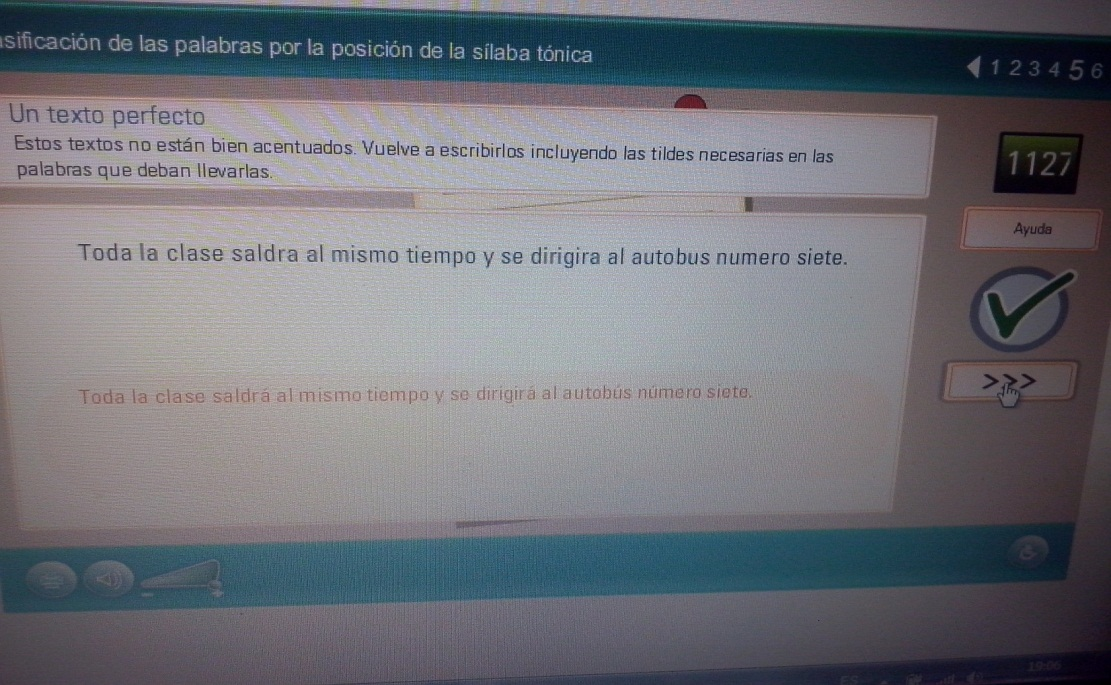 sificación de las palabras por la posición de la sílaba tónica
1 2 3 4 5 6
Un texto perfecto
Estos textos no están bien acentuados. Vuelve a escribirlos incluyendo las tildes necesarias en las
palabras que deban llevarlas.
1127
Ayuda
Toda la clase saldra al mismo tiempo y se dirigira al autobus numero siete.
>>>
Toda la clase saldrá al mismo tiempo y se dirigirá al autobús número siete.
ES
19:06